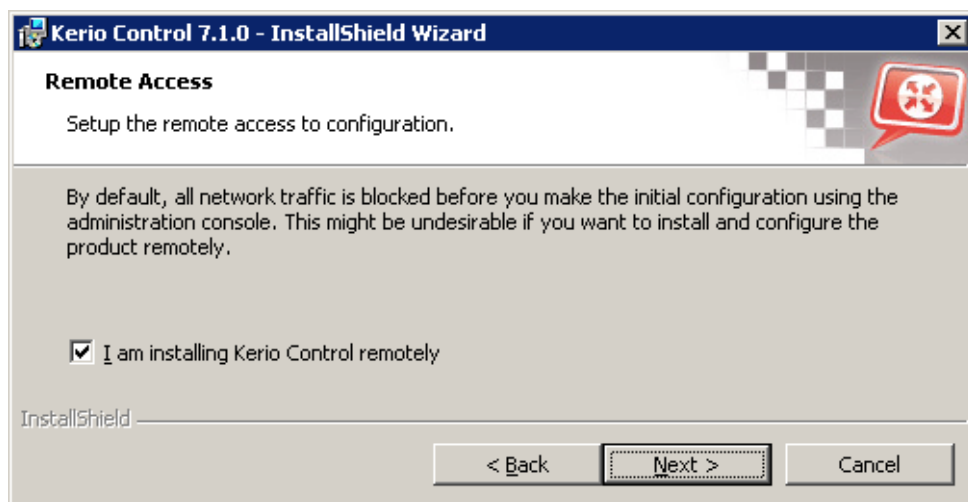 Kerio Control 7.1.0 - InstallShield Wizard
Remote Access
Setup the remote access to configuration.
By default, all network traffic is blocked before you make the initial configuration using the
administration console. This might be undesirable if you want to install and configure the
product remotely.
I am installing Kerio Control remotely
InstallShield
< Back
Next >
Cancel